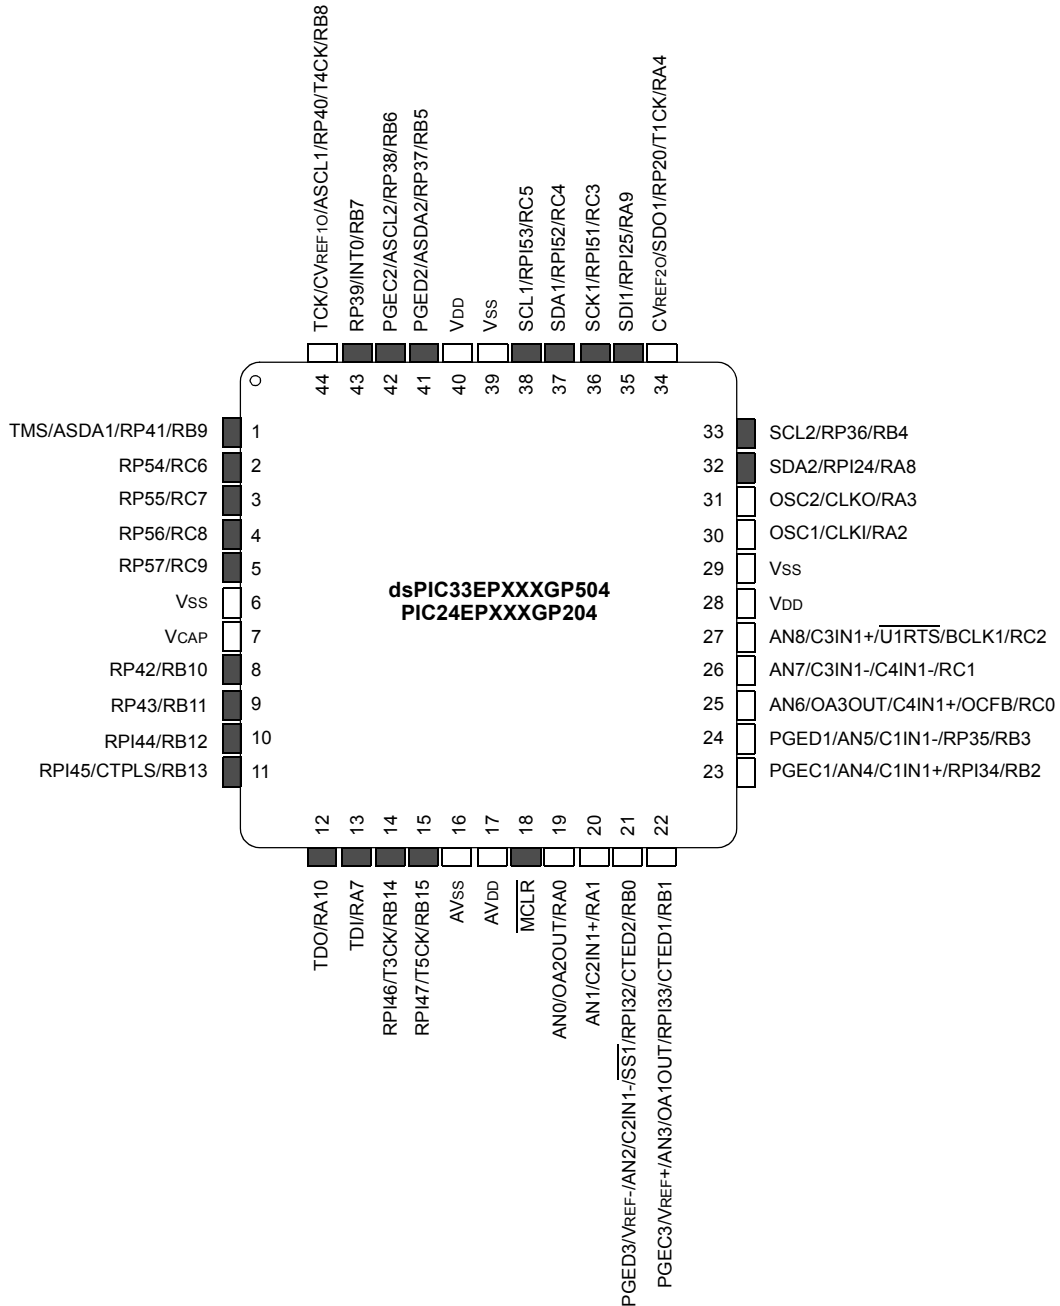 TCK/CVREF1O/ASCL1/RP40/T4CK/RB8
RP39/INT0/RB7
PGEC2/ASCL2/RP38/RB6
PGED2/ASDA2/RP37/RB5
VDD
VSS
SCL1/RPI53/RC5
SDA1/RPI52/RC4
SCK1/RPI51/RC3
SDI1/RPI25/RA9
CVREF2O/SDO1/RP20/T1CK/RA4
44 43 42 41 40 39 38 37 36 35 34
TMS/ASDA1/RP41/RB9 1
RP54/RC6 2
RP55/RC7 3
RP56/RC8 4
RP57/RC9 5
VSS 6
VCAP 7
RP42/RB10 8
RP43/RB11 9
RPI44/RB12 10
RPI45/CTPLS/RB13 11
dsPIC33EPXXXGP504
PIC24EPXXXGP204
33 SCL2/RP36/RB4
32 SDA2/RPI24/RA8
31 OSC2/CLKO/RA3
30 OSC1/CLKI/RA2
29 VSS
28 VDD
27 AN8/C3IN1+/U1RTS/BCLK1/RC2
26 AN7/C3IN1-/C4IN1-/RC1
25 AN6/OA3OUT/C4IN1+/OCFB/RC0
24 PGED1/AN5/C1IN1-/RP35/RB3
23 PGEC1/AN4/C1IN1+/RPI34/RB2
12 13 14 15 16 17 18 19 20 21 22
TDO/RA10
TDI/RA7
RPI46/T3CK/RB14
RPI47/T5CK/RB15
AVSS
AVDD
MCLR
AN0/OA2OUT/RA0
AN1/C2IN1+/RA1
PGED3/VREF-/AN2/C2IN1-/SS1/RPI32/CTED2/RB0
PGEC3/VREF+/AN3/OA1OUT/RPI33/CTED1/RB1